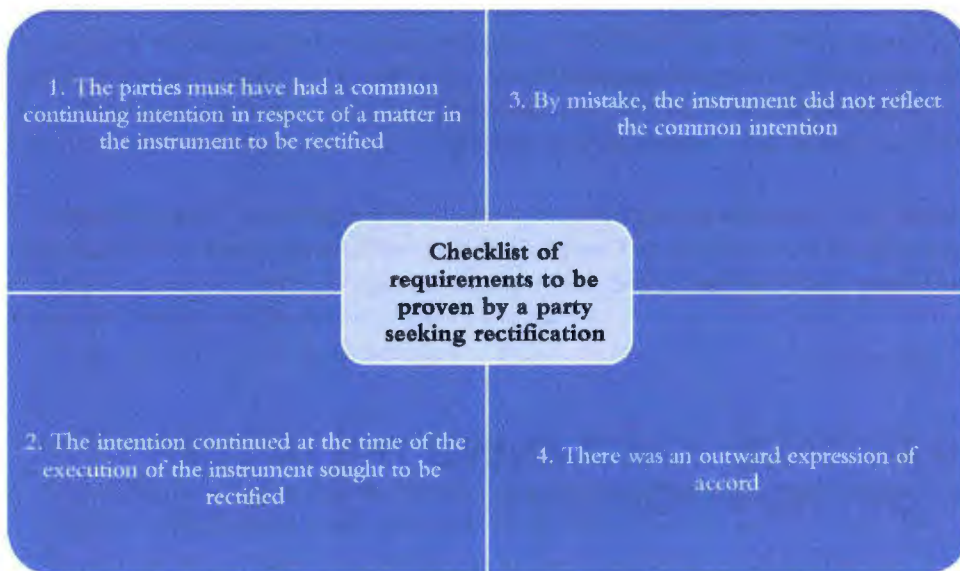 1. The parties must have had a common
continuing intention in respect of a matter in
the instrument to be rectified
3. By mistake, the instrument did not reflect
the common intention
Checklist of
requirements to be
proven by a party
seeking rectification
2. The intention continued at the time of the
execution of the instrument sought to be
rectified
4. There was an outward expression of
accord